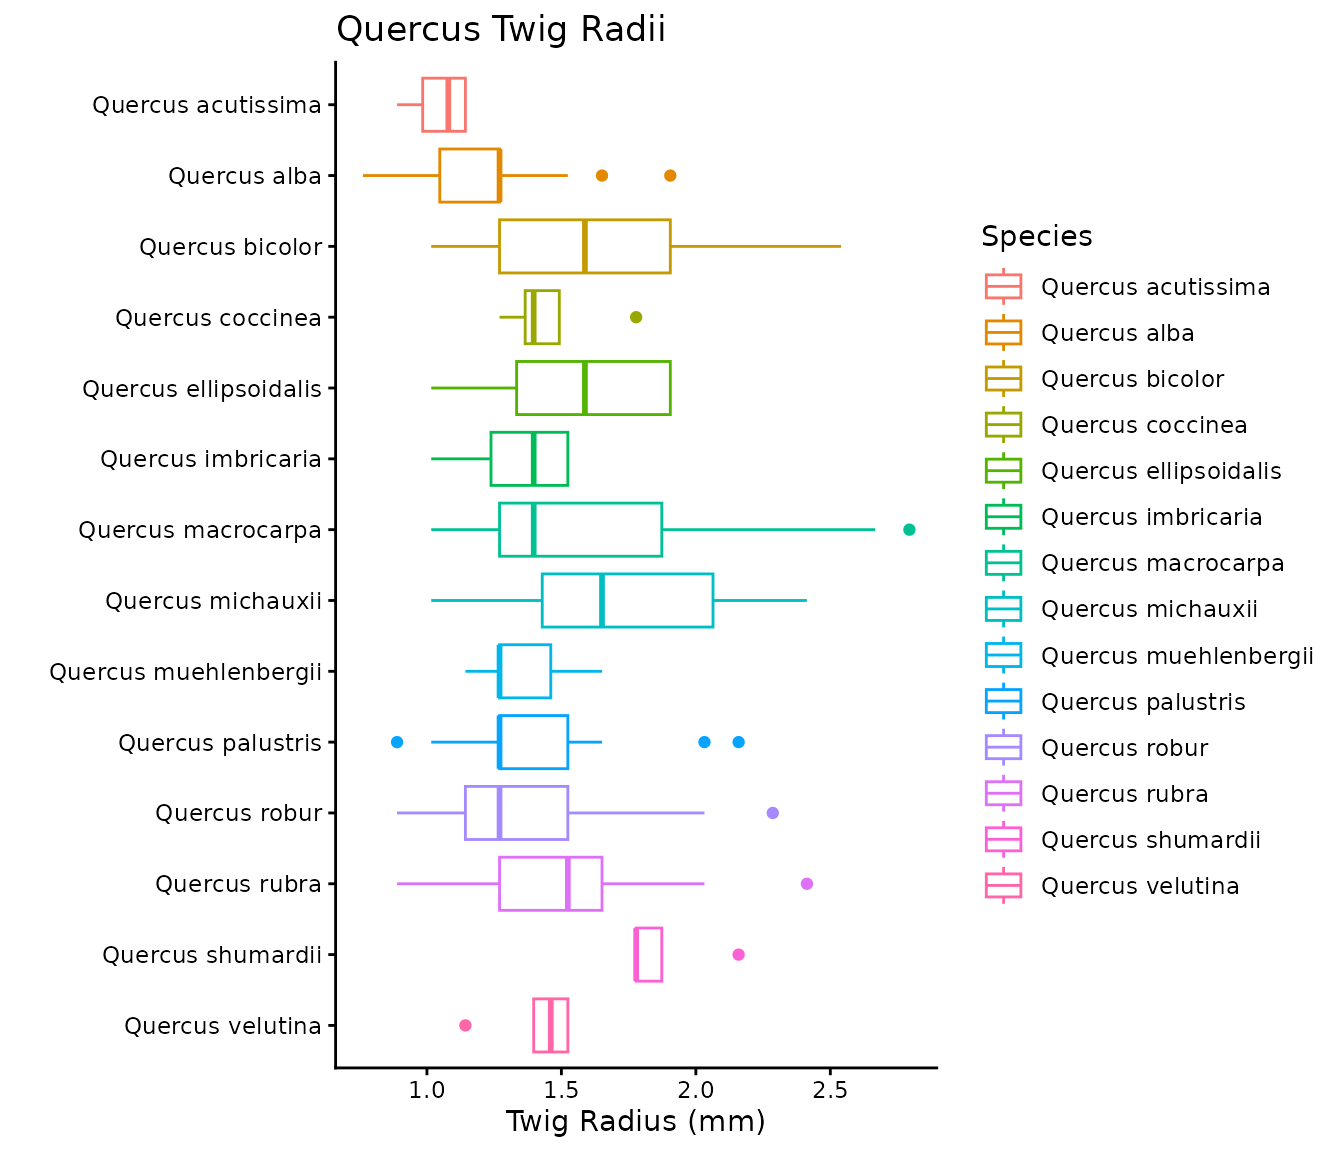 Quercus Twig Radii
Quercus acutissima
Quercus alba
Quercus bicolor
Quercus coccinea
Quercus ellipsoidalis
Quercus imbricaria
Quercus macrocarpa
Quercus michauxii
Quercus muehlenbergii
Quercus palustris
Quercus robur
Quercus rubra
Quercus shumardii
Quercus velutina
1.0 1.5 2.0 2.5
Twig Radius (mm)
Species
Quercus acutissima
Quercus alba
Quercus bicolor
Quercus coccinea
Quercus ellipsoidalis
Quercus imbricaria
Quercus macrocarpa
Quercus michauxii
Quercus muehlenbergii
Quercus palustris
Quercus robur
Quercus rubra
Quercus shumardii
Quercus velutina